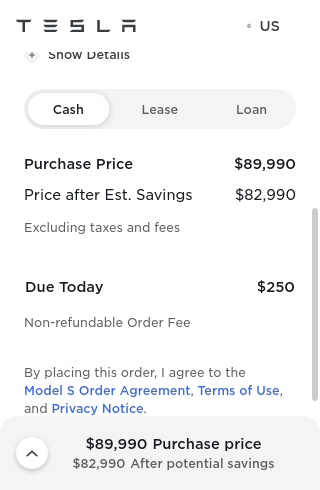 TESLA
US
+ Show Details
Cash Lease Loan
Purchase Price $89,990
Price after Est. Savings $82,990
Excluding taxes and fees
Due Today $250
Non-refundable Order Fee
By placing this order, I agree to the
Model S Order Agreement, Terms of Use,
and Privacy Notice.
$89,990 Purchase price
$82,990 After potential savings